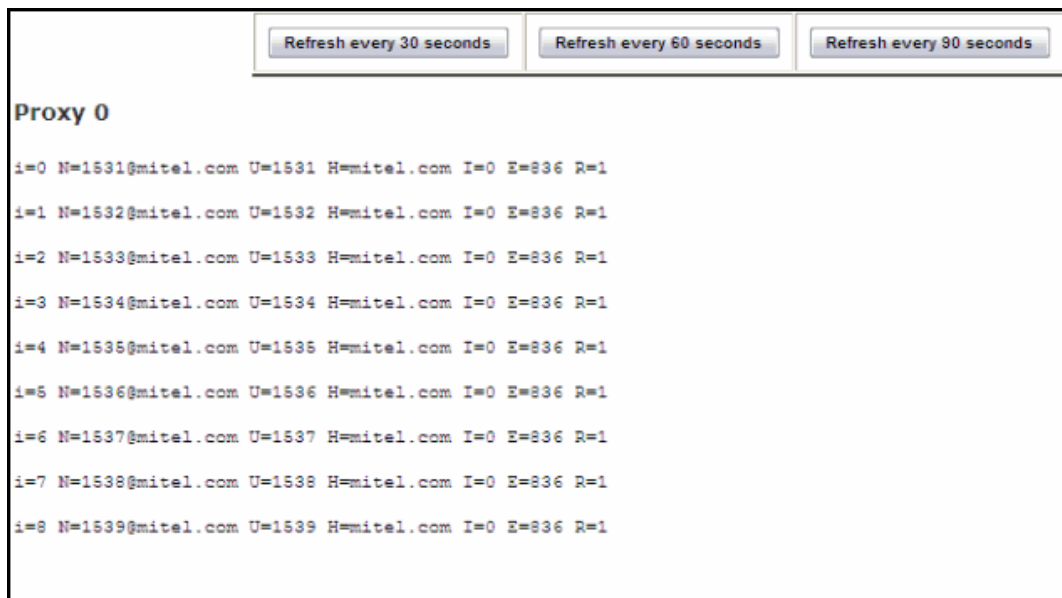 Refresh every 30 seconds Refresh every 60 seconds Refresh every 90 seconds
Proxy 0
i=0 N=1531@mitel.com U=1531 H=mitel.com I=0 E=836 R=1
i=1 N=1532@mitel.com U=1532 H=mitel.com I=0 E=836 R=1
i=2 N=1533@mitel.com U=1533 H=mitel.com I=0 E=836 R=1
i=3 N=1534@mitel.com U=1534 H=mitel.com I=0 E=836 R=1
i=4 N=1535@mitel.com U=1535 H=mitel.com I=0 E=836 R=1
i=5 N=1536@mitel.com U=1536 H=mitel.com I=0 E=836 R=1
i=6 N=1537@mitel.com U=1537 H=mitel.com I=0 E=836 R=1
i=7 N=1538@mitel.com U=1538 H=mitel.com I=0 E=836 R=1
i=8 N=1539@mitel.com U=1539 H=mitel.com I=0 E=836 R=1